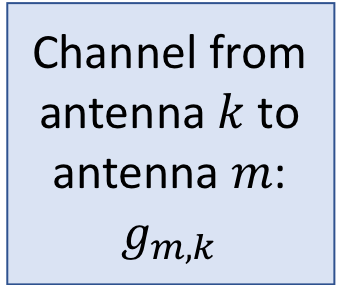 Channel from
antenna k to
antenna m:
g_{m,k}